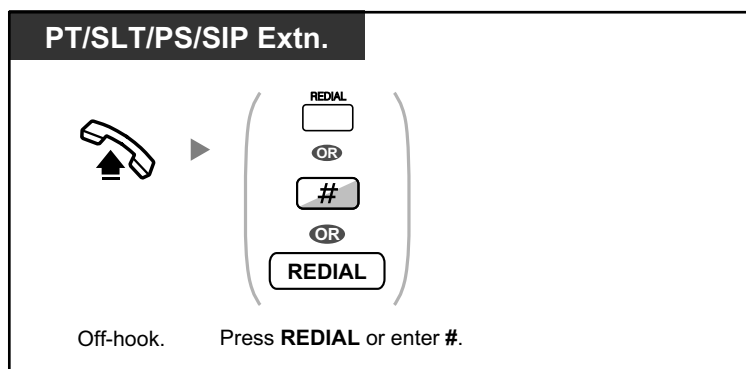 PT/SLT/PS/SIP Extn.
REDIAL
OR
#
OR
REDIAL
Off-hook.
Press REDIAL or enter #.